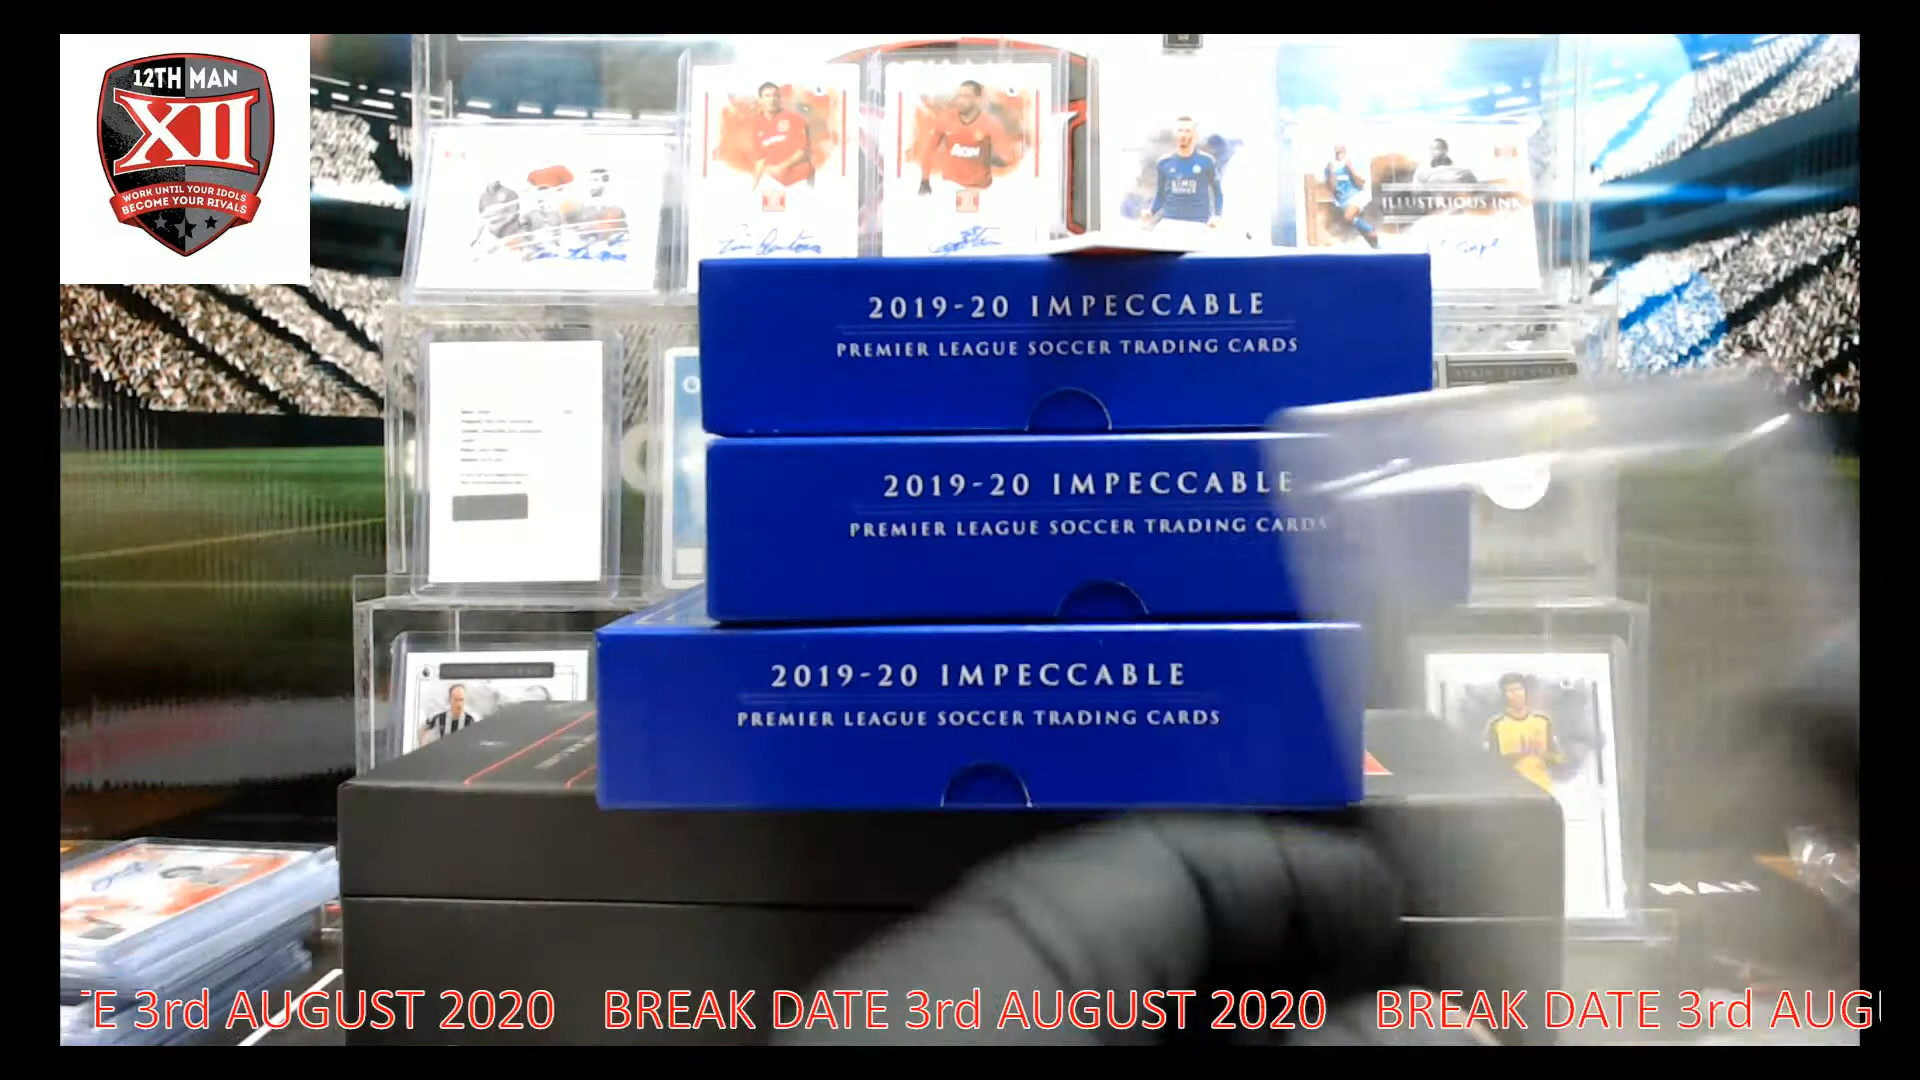 12TH MAN
XII
WORK UNTIL YOUR IDOLS
BECOME YOUR RIVALS
AON
ILLUSTRIOUS INK
2019-20 IMPECCABLE
PREMIER LEAGUE SOCCER TRADING CARDS
2019-20 IMPECCABLE
PREMIER LEAGUE SOCCER TRADING CARDS
2019-20 IMPECCABLE
PREMIER LEAGUE SOCCER TRADING CARDS
MAN
E 3rd AUGUST 2020 BREAK DATE 3rd AUGUST 2020 BREAK DATE 3rd AUG